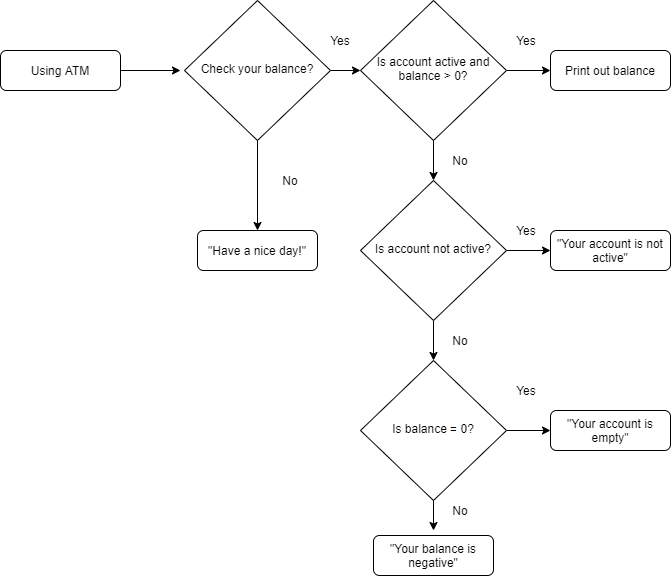 Yes
Yes
Using ATM
Check your balance?
Is account active and
balance > 0?
Print out balance
No
No
"Have a nice day!"
Is account not active?
Yes
"Your account is not
active"
No
Yes
Is balance = 0?
"Your account is
empty"
No
"Your balance is
negative"